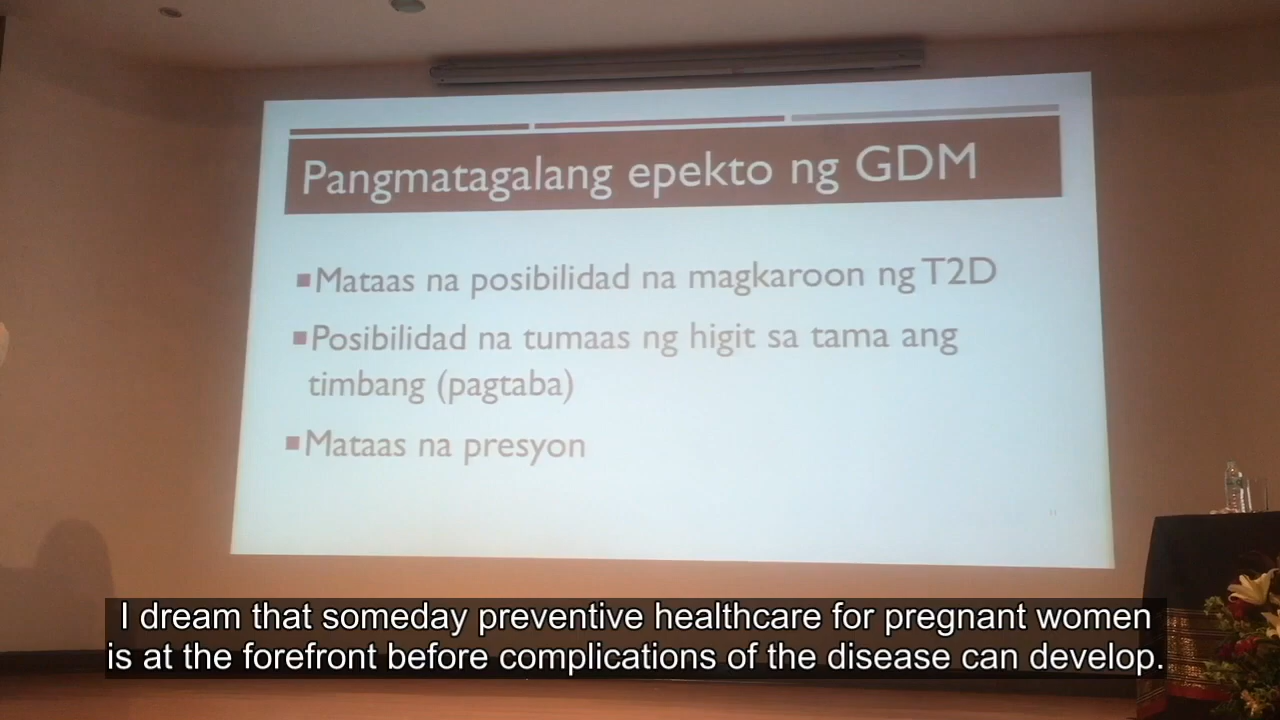 Pangmatagalang epekto ng GDM
■Mataas na posibilidad na magkaroon ng T2D
■Posibilidad na tumaas ng higit sa tama ang
timbang (pagtaba)
■Mataas na presyon
11
I dream that someday preventive healthcare for pregnant women
is at the forefront before complications of the disease can develop.